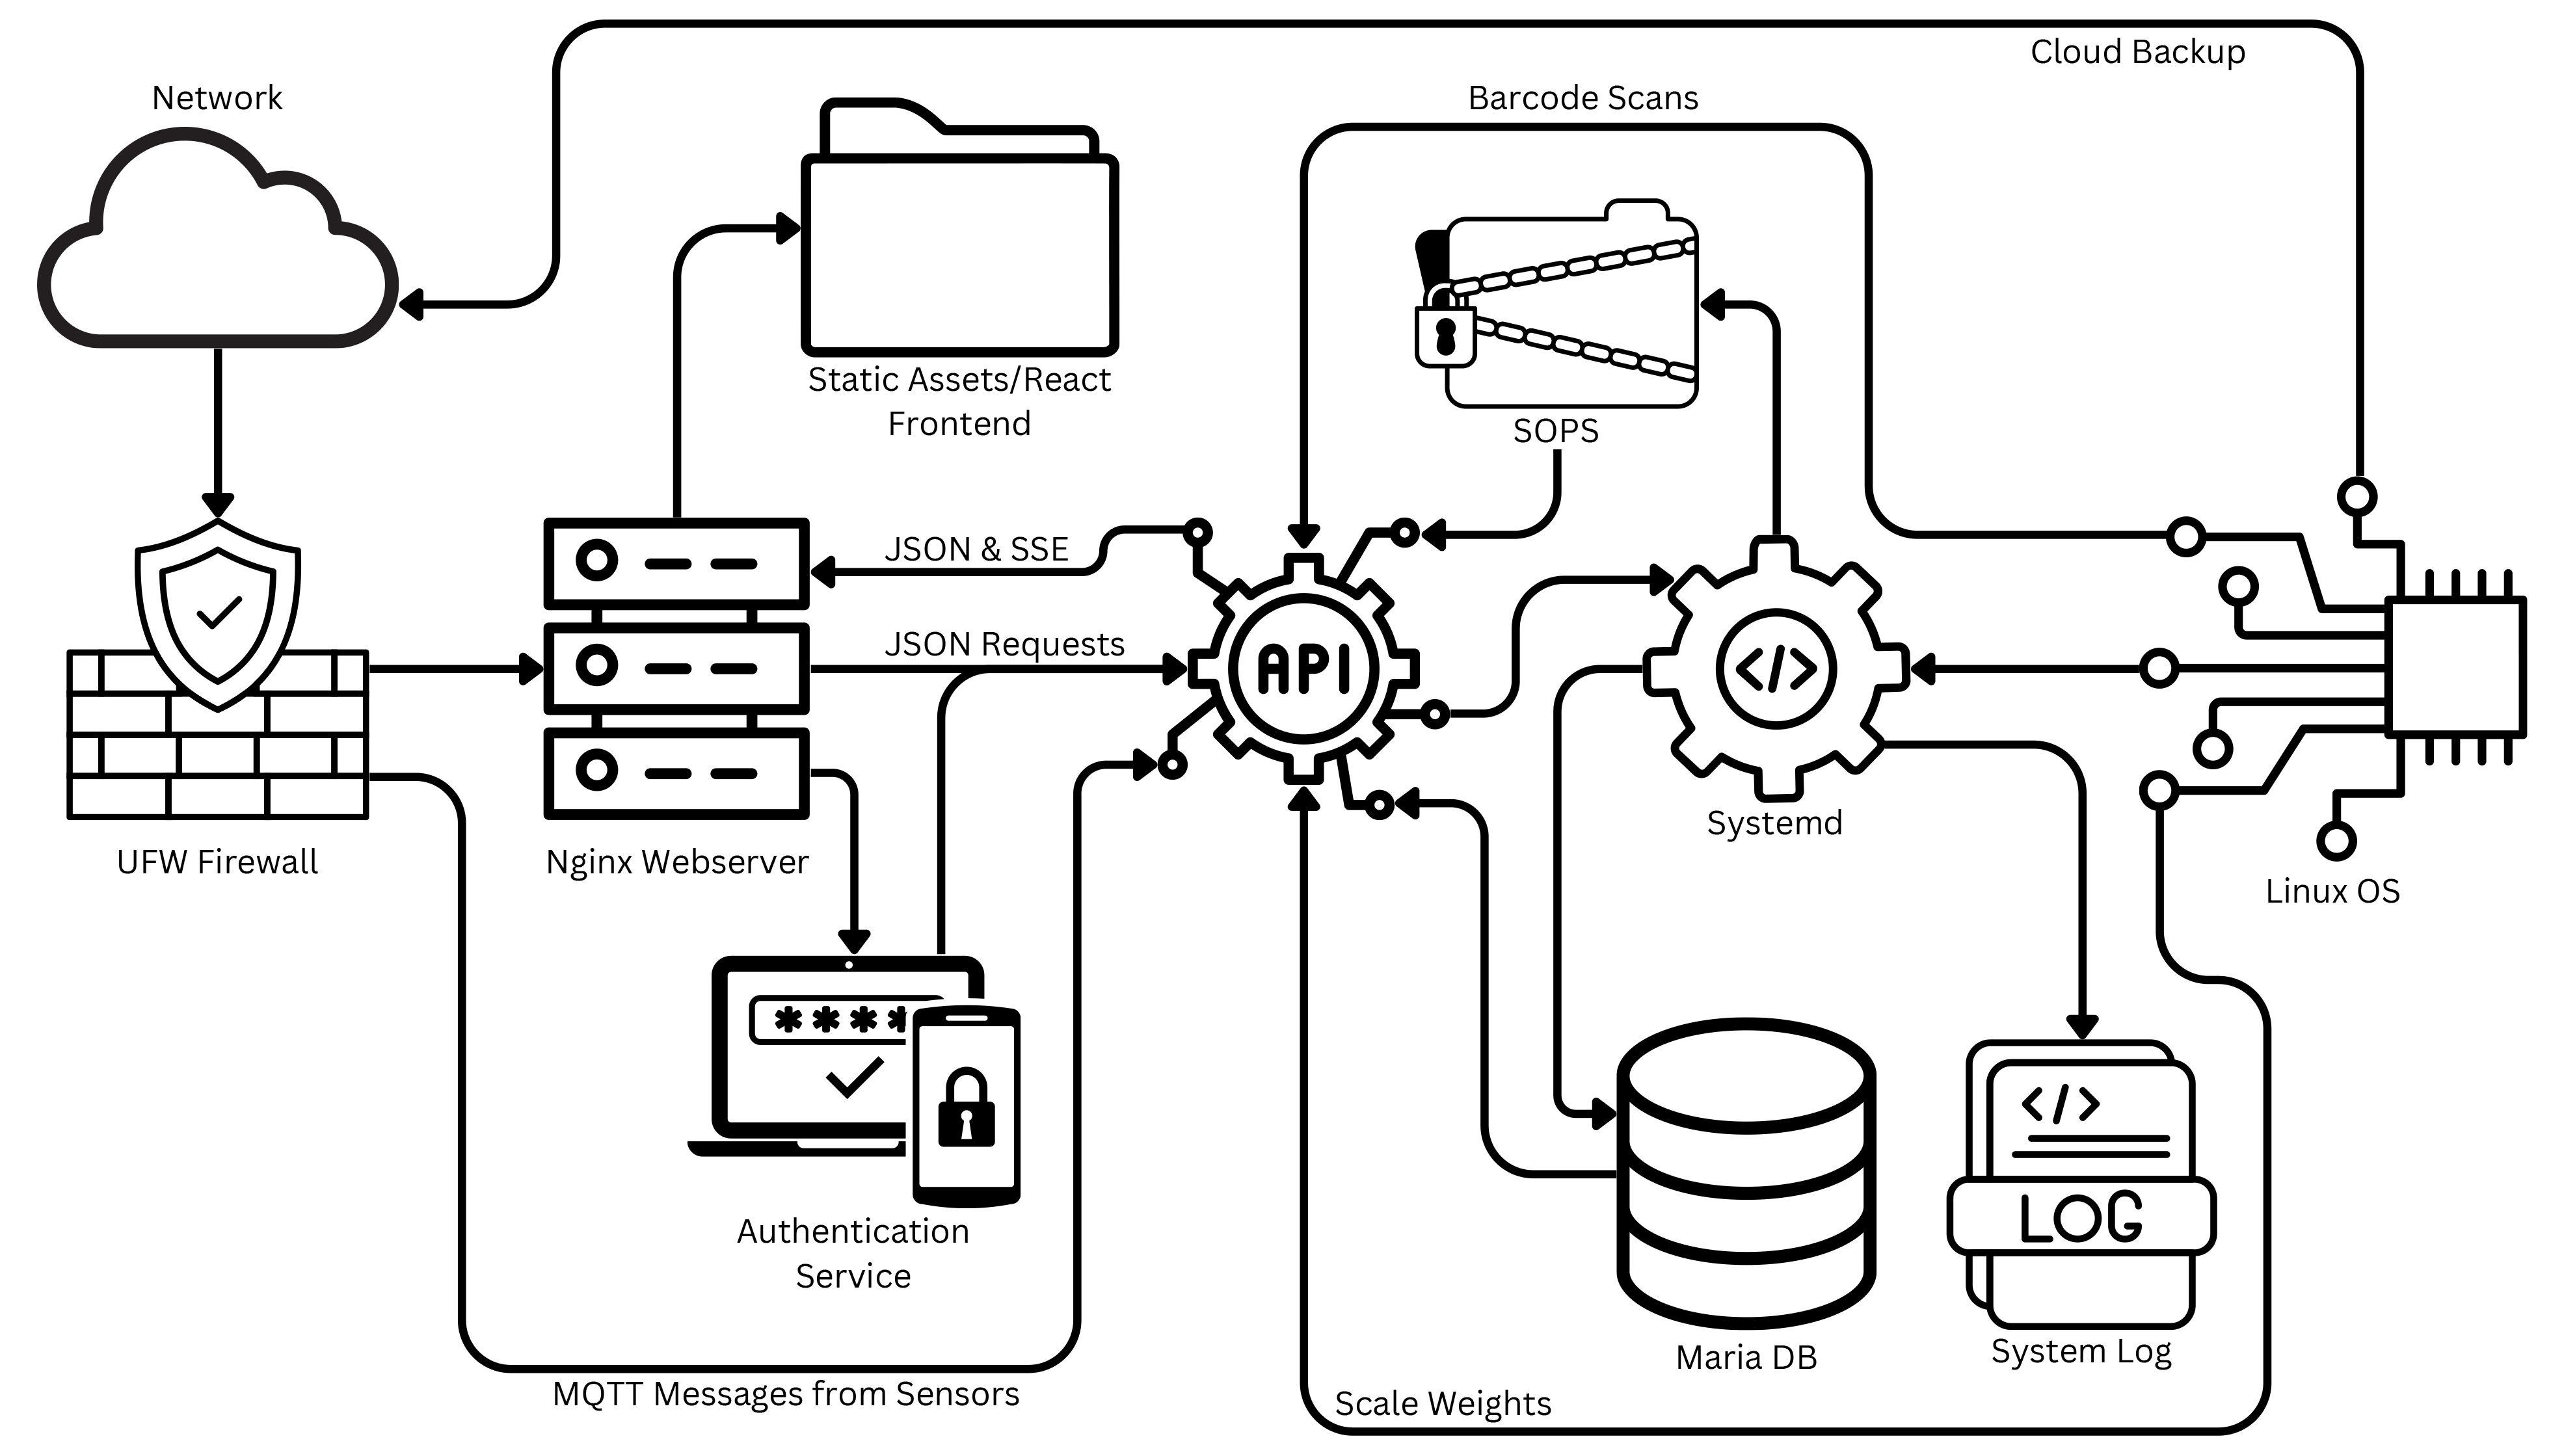 Cloud Backup
Network
Barcode Scans
Static Assets/React
Frontend
SOPS
JSON & SSE
JSON Requests
API
</>
Systemd
UFW Firewall
Nginx Webserver
Linux OS
* * * *
</>
LOG
Authentication
Service
Maria DB
System Log
MQTT Messages from Sensors
Scale Weights